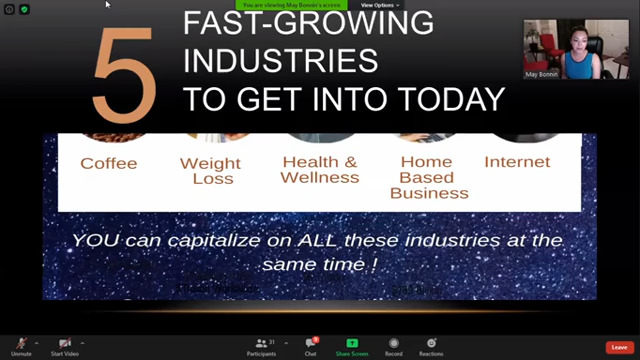 You are viewing May Bonnin's screen
View Options
5
FAST-GROWING
INDUSTRIES
TO GET INTO TODAY
May Bonnin
Coffee
Weight
Loss
Health &
Wellness
Home
Based
Business
Internet
YOU can capitalize on ALL these industries at the
same time !
31
9
Unmute
Start Video
Participants
Chat
Share Screen
Record
Reactions
Leave